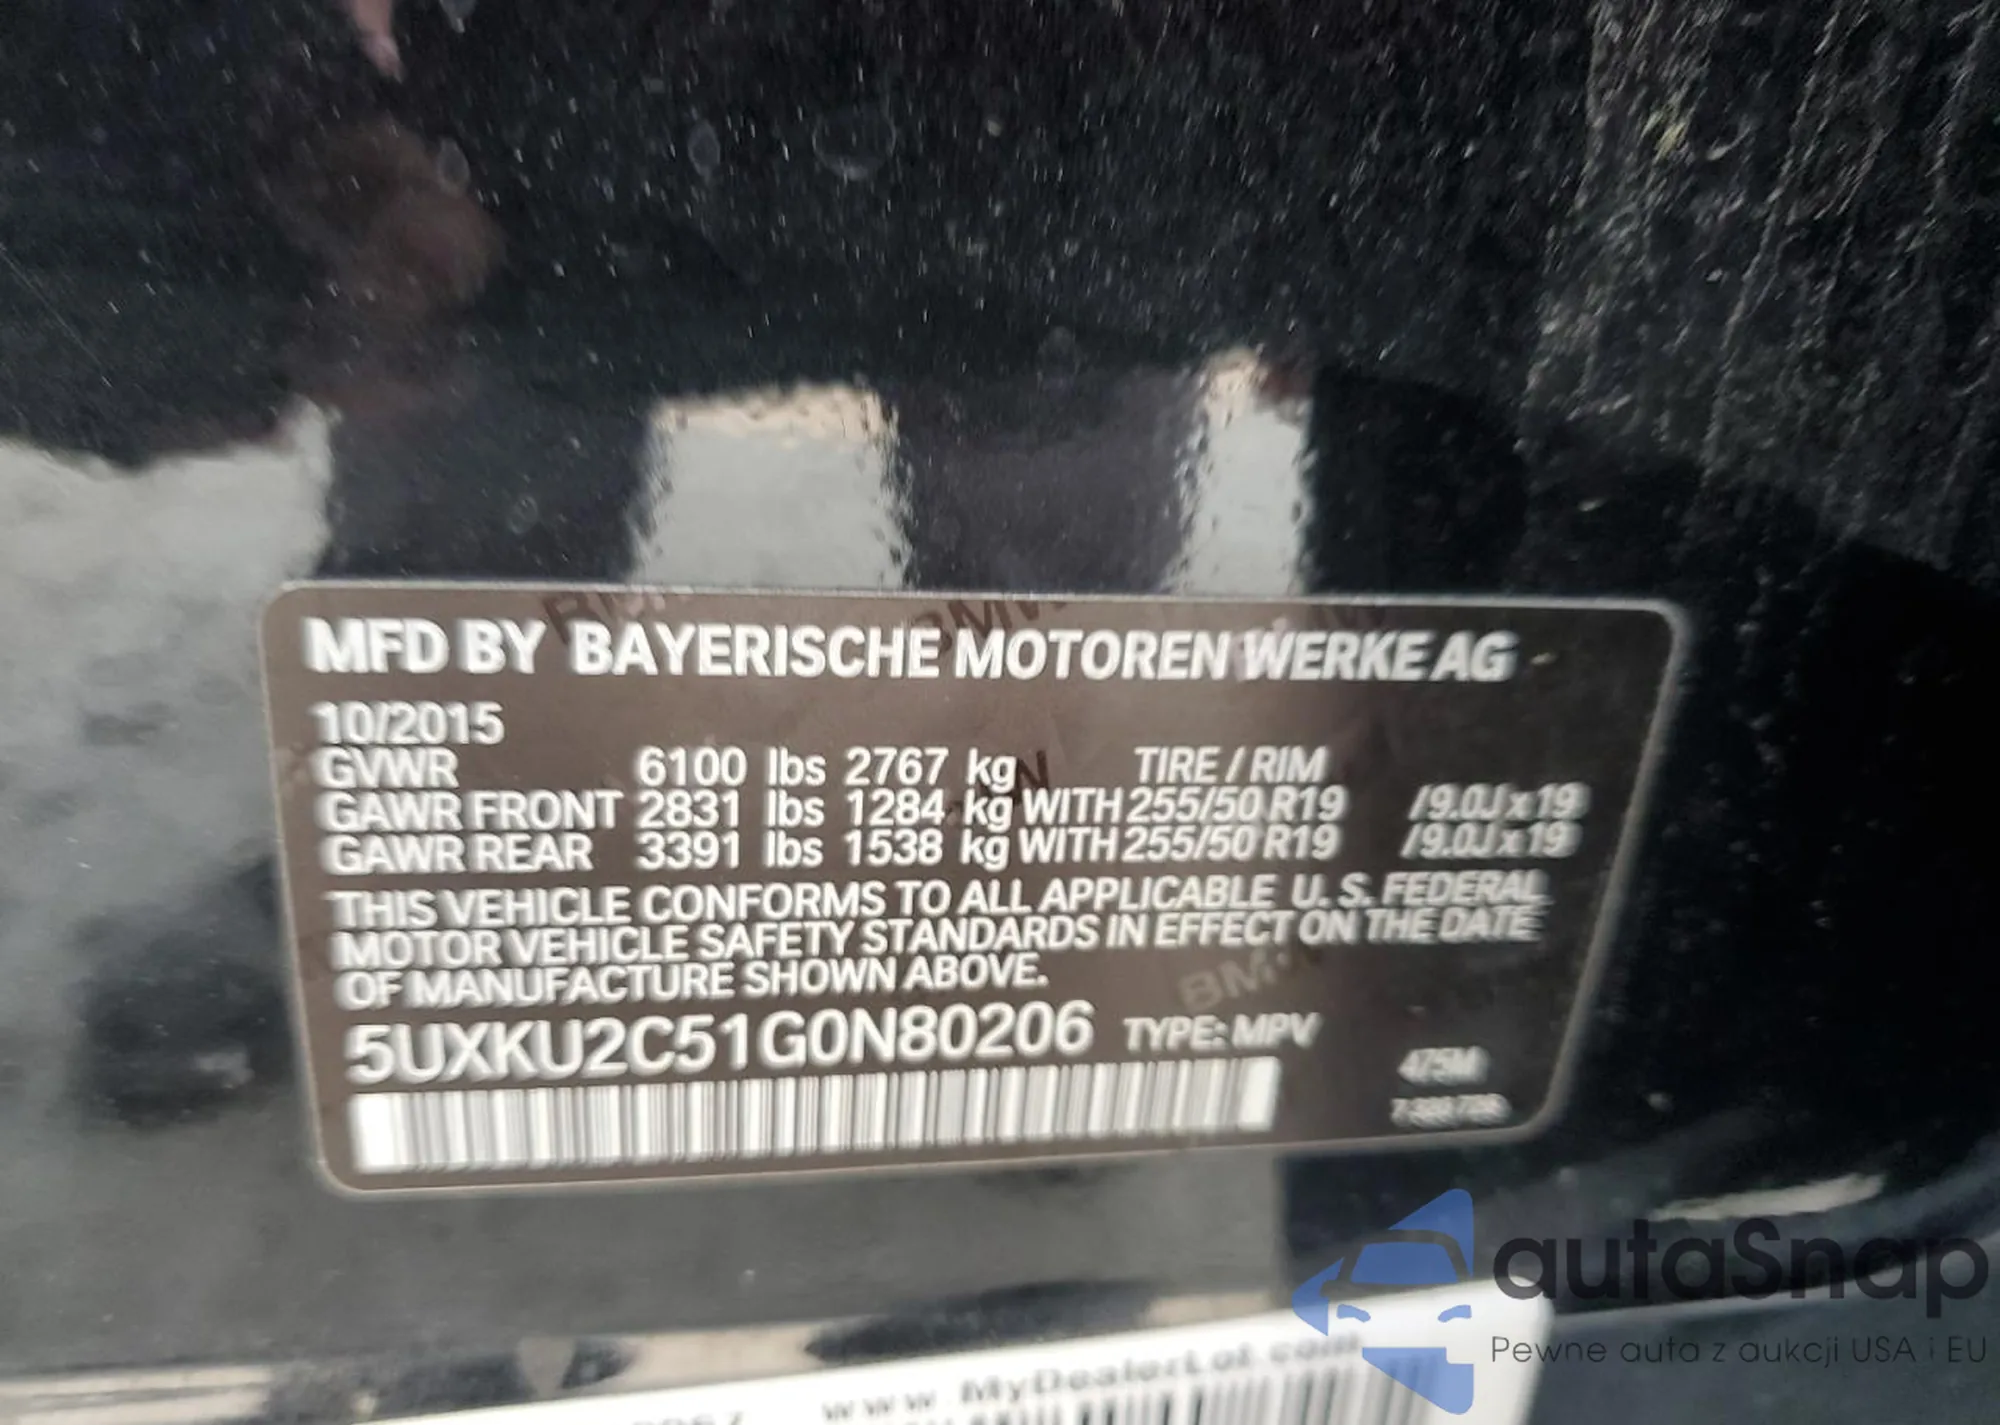 MFD BY BAYERISCHE MOTOREN WERKE AG
10/2015
GVWR 6100 lbs 2767 kg TIRE / RIM
GAWR FRONT 2831 lbs 1284 kg WITH 255/50 R19 /9.0J x 19
GAWR REAR 3391 lbs 1538 kg WITH 255/50 R19 /9.0J x 19
THIS VEHICLE CONFORMS TO ALL APPLICABLE U. S. FEDERAL
MOTOR VEHICLE SAFETY STANDARDS IN EFFECT ON THE DATE
OF MANUFACTURE SHOWN ABOVE.
5UXKU2C51G0N80206 TYPE: MPV
475M
autaSnap
Pewne auta z aukcji USA i EU
www.MyDealerLot.com